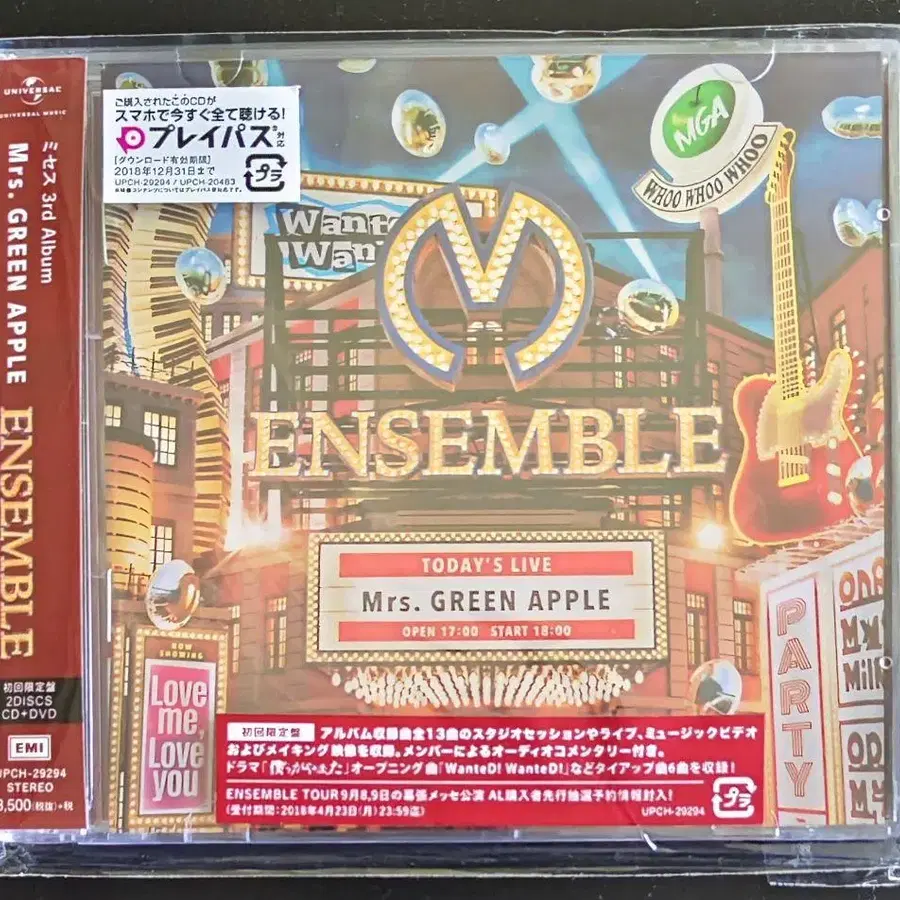 UNIVERSAL
UNIVERSAL MUSIC
ミセス 3rd Album
Mrs. GREEN APPLE
ENSEMBLE
初回限定盤
2DISCS
CD+DVD
EMI
UPCH-29294
STEREO
ご購入されたこのCDが
スマホで今すぐ全て聴ける!
プレイパス®対応
[ダウンロード有効期限]
2018年12月31日まで
UPCH-29294 / UPCH-20483
プラ
MGA
WHOO WHOO WHOO
ENSEMBLE
TODAY'S LIVE
Mrs. GREEN APPLE
OPEN 17:00 START 18:00
NOW SHOWING
Love
me,
Love
you
PARTY
初回限定盤 アルバム収録曲全13曲のスタジオセッションやライブ、ミュージックビデオ
およびメイキング映像を収録。メンバーによるオーディオコメンタリー付き。
ドラマ「僕たちがやりました」オープニング曲「WanteD! WanteD!」などタイアップ曲6曲を収録!
ENSEMBLE TOUR 9月8,9日の幕張メッセ公演 AL購入者先行抽選予約情報封入!
(受付期間:2018年4月23日(月)23:59迄)
UPCH-29294
プラ